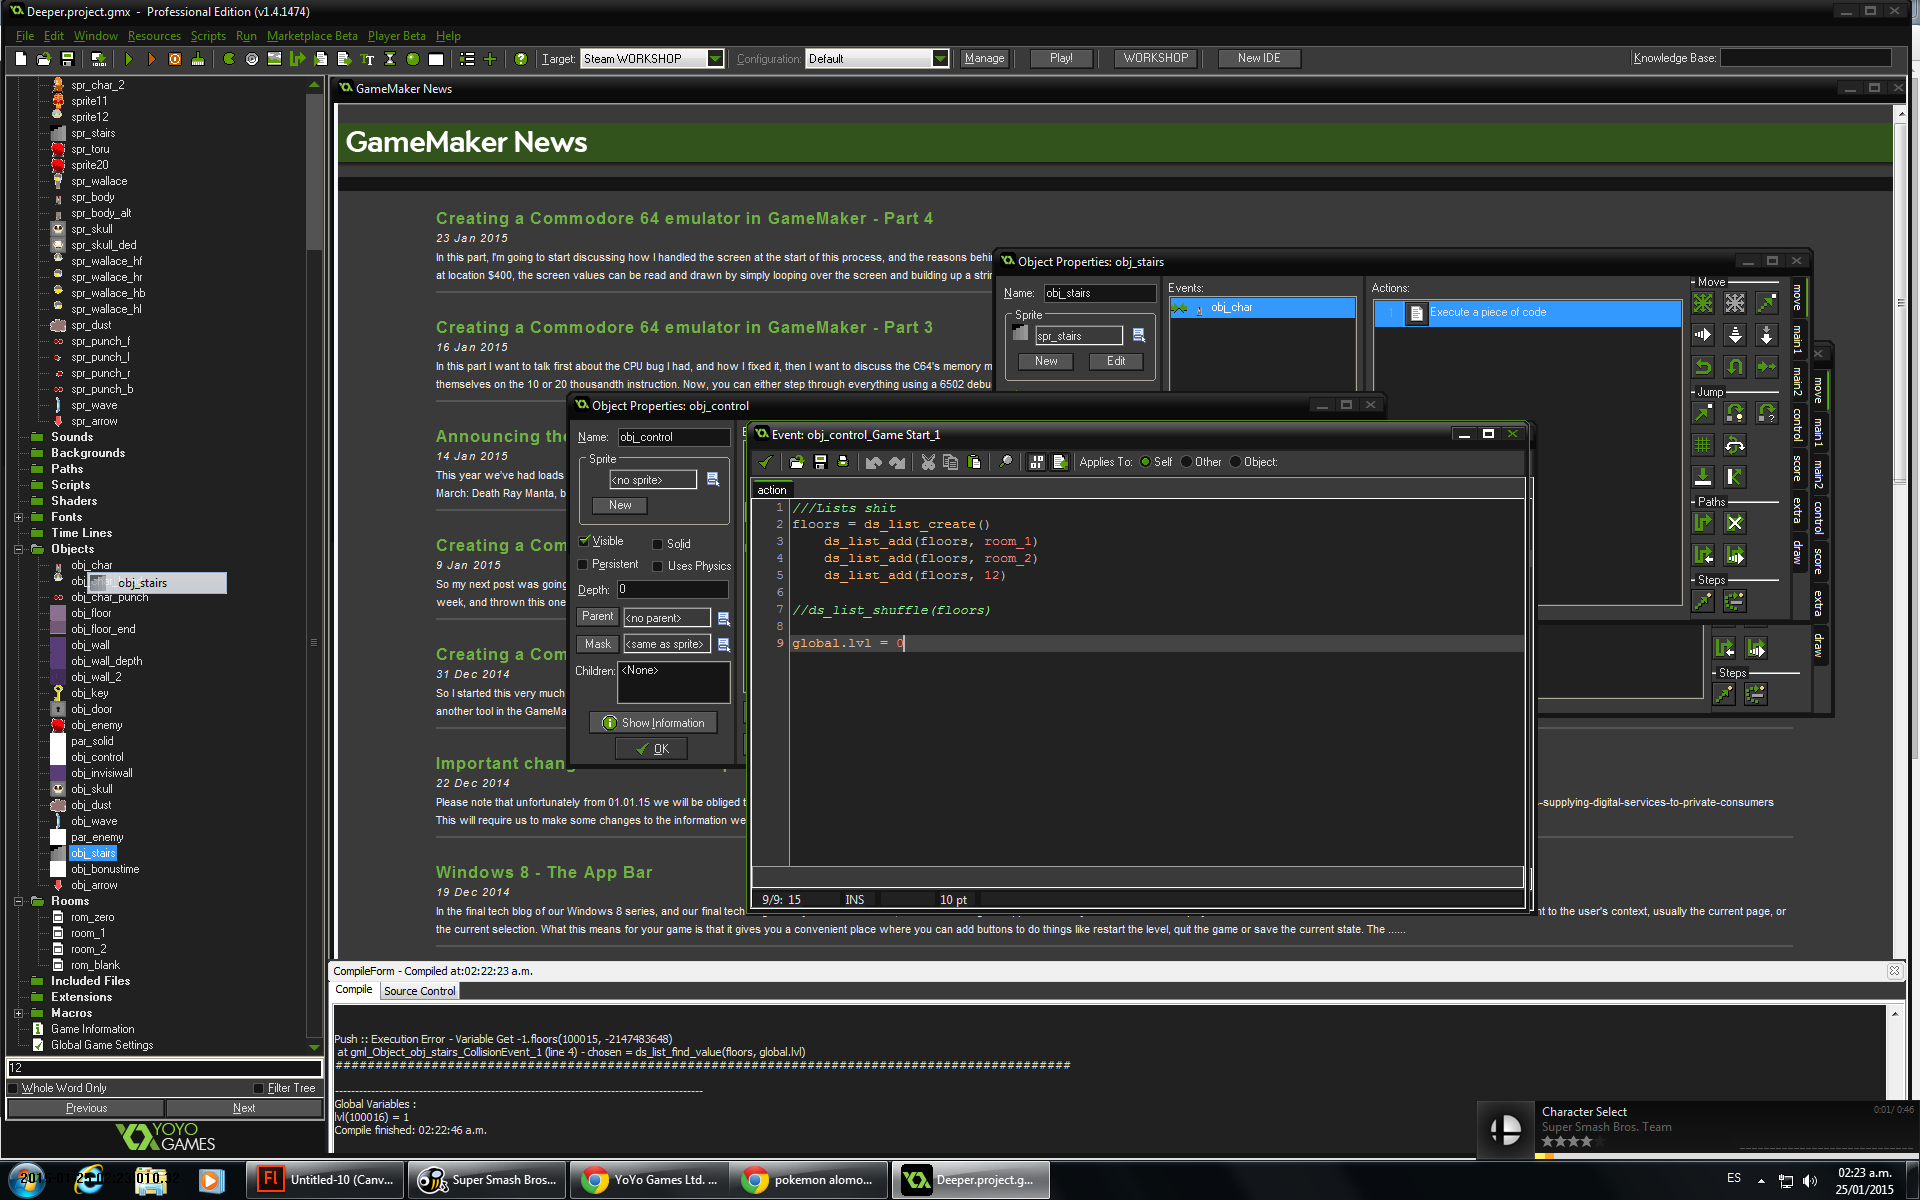 Deeper.project.gmx - Professional Edition (v1.4.1474)
File Edit Window Resources Scripts Run Marketplace Beta Player Beta Help
Target: Steam WORKSHOP Configuration: Default Manage Play! WORKSHOP New IDE Knowledge Base:
spr_char_2
sprite11
sprite12
spr_stairs
spr_toru
sprite20
spr_wallace
spr_body
spr_body_alt
spr_skull
spr_skull_ded
spr_wallace_hf
spr_wallace_hr
spr_wallace_hb
spr_wallace_hl
spr_dust
spr_punch_f
spr_punch_l
spr_punch_r
spr_punch_b
spr_wave
spr_arrow
Sounds
Backgrounds
Paths
Scripts
Shaders
Fonts
Time Lines
Objects
obj_char
obj_stairs
obj_char_punch
obj_floor
obj_floor_end
obj_wall
obj_wall_depth
obj_wall_2
obj_key
obj_door
obj_enemy
par_solid
obj_control
obj_invisiwall
obj_skull
obj_dust
obj_wave
par_enemy
obj_stairs
obj_bonustime
obj_arrow
Rooms
rom_zero
room_1
room_2
rom_blank
Included Files
Extensions
Macros
Game Information
Global Game Settings
12
Whole Word Only Filter Tree
Previous Next
YOYO
GAMES
GameMaker News
GameMaker News
Creating a Commodore 64 emulator in GameMaker - Part 4
23 Jan 2015
In this part, I'm going to start discussing how I handled the screen at the start of this process, and the reasons behi
at location $400, the screen values can be read and drawn by simply looping over the screen and building up a stri
Creating a Commodore 64 emulator in GameMaker - Part 3
16 Jan 2015
In this part I want to talk first about the CPU bug I had, and how I fixed it, then I want to discuss the C64's memory m
themselves on the 10 or 20 thousandth instruction. Now, you can either step through everything using a 6502 debu
Announcing the
14 Jan 2015
This year we've had loads
March: Death Ray Manta, b
Creating a Com
9 Jan 2015
So my next post was going
week, and thrown this one
Creating a Com
31 Dec 2014
So I started this very much
another tool in the GameMa
Important chang
22 Dec 2014
Please note that unfortunately from 01.01.15 we will be obliged t
-supplying-digital-services-to-private-consumers
This will require us to make some changes to the information we
Windows 8 - The App Bar
19 Dec 2014
In the final tech blog of our Windows 8 series, and our final tech
nt to the user's context, usually the current page, or
the current selection. What this means for your game is that it gives you a convenient place where you can add buttons to do things like restart the level, quit the game or save the current state. The ......
Object Properties: obj_stairs
Name: obj_stairs
Sprite
spr_stairs
New Edit
Events:
obj_char
Actions:
1 Execute a piece of code
Move
Jump
Paths
Steps
move
main1
main2
control
score
extra
draw
move
main1
main2
control
score
extra
draw
Steps
Object Properties: obj_control
Name: obj_control
Sprite
<no sprite>
New
Visible Solid
Persistent Uses Physics
Depth: 0
Parent <no parent>
Mask <same as sprite>
Children: <None>
Show Information
OK
Event: obj_control_Game Start_1
Applies To: Self Other Object:
action
1 ///Lists shit
2 floors = ds_list_create()
3 ds_list_add(floors, room_1)
4 ds_list_add(floors, room_2)
5 ds_list_add(floors, 12)
6
7 //ds_list_shuffle(floors)
8
9 global.lvl = 0
9/9: 15 INS 10 pt
CompileForm - Compiled at:02:22:23 a.m.
Compile Source Control
Push :: Execution Error - Variable Get -1.floors(100015, -2147483648)
at gml_Object_obj_stairs_CollisionEvent_1 (line 4) - chosen = ds_list_find_value(floors, global.lvl)
############################################################################################
Global Variables :
lvl(100016) = 1
Compile finished: 02:22:46 a.m.
Character Select
0:01/ 0:46
Super Smash Bros. Team
Untitled-10 (Canv...
Super Smash Bros...
YoYo Games Ltd. ...
pokemon alomo...
Deeper.project.g...
ES
02:23 a.m.
25/01/2015